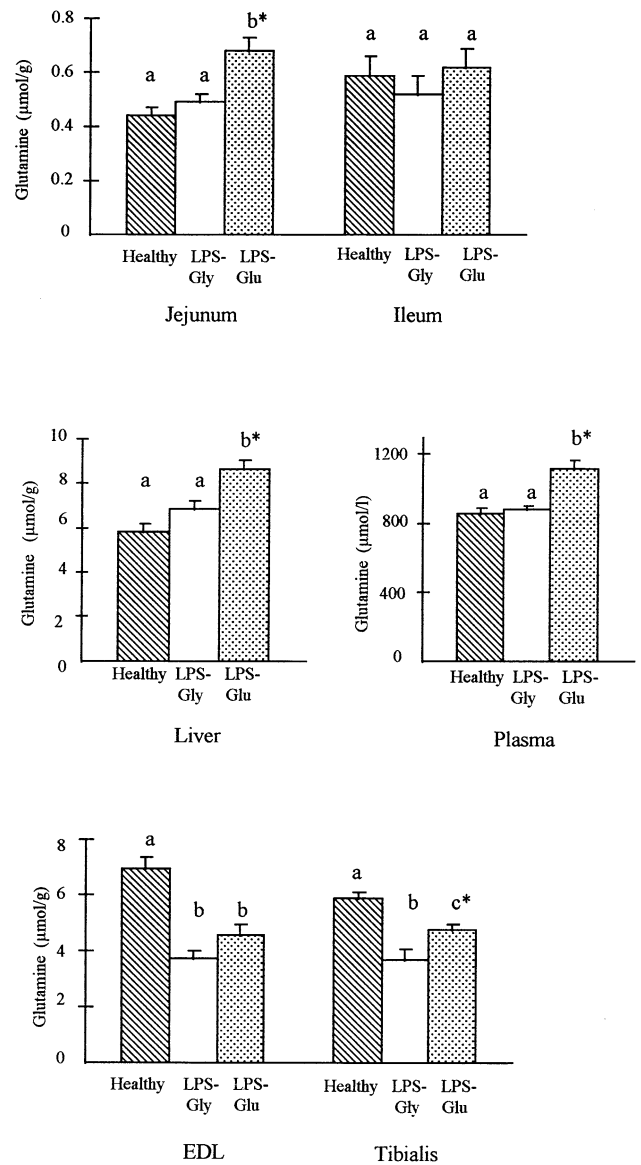 0.8
b*
a a a a a
0.6
0.4
0.2
0
Glutamine (μmol/g)
Healthy LPS- LPS- Healthy LPS- LPS-
Gly Glu Gly Glu
Jejunum Ileum
10
b*
a a
8
6
4
2
0
Glutamine (μmol/g)
Healthy LPS- LPS-
Gly Glu
Liver
1200
b*
a a
800
400
0
Glutamine (μmol/l)
Healthy LPS- LPS-
Gly Glu
Plasma
8
a
a
b b b c*
6
4
2
0
Glutamine (μmol/g)
Healthy LPS- LPS- Healthy LPS- LPS-
Gly Glu Gly Glu
EDL Tibialis